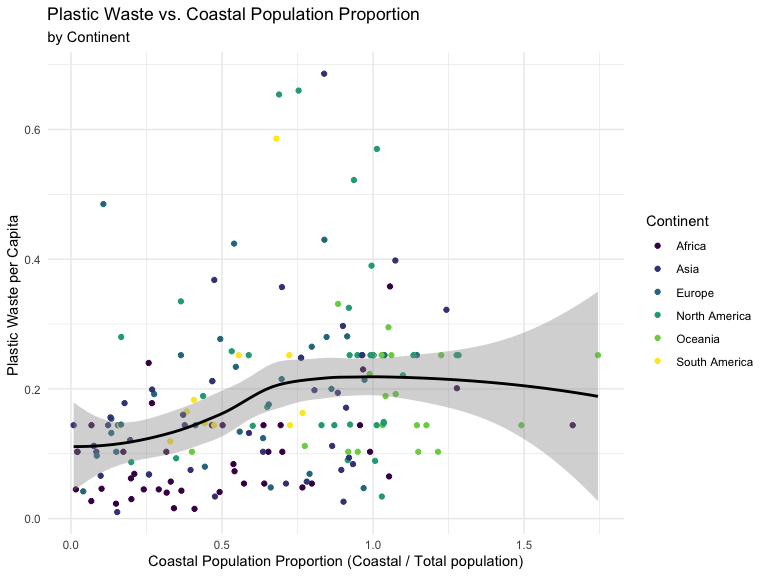 Plastic Waste vs. Coastal Population Proportion
by Continent
Plastic Waste per Capita
0.6
0.4
0.2
0.0
0.0
0.5
1.0
1.5
Coastal Population Proportion (Coastal / Total population)
Continent
Africa
Asia
Europe
North America
Oceania
South America